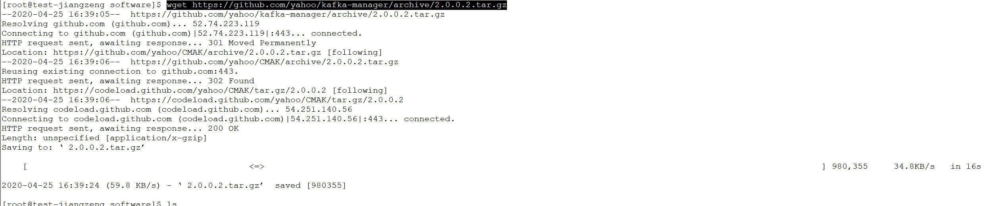 [root@test-jiangzeng software]$ wget https://github.com/yahoo/kafka-manager/archive/2.0.0.2.tar.gz
--2020-04-25 16:39:05--  https://github.com/yahoo/kafka-manager/archive/2.0.0.2.tar.gz
Resolving github.com (github.com)... 52.74.223.119
Connecting to github.com (github.com)|52.74.223.119|:443... connected.
HTTP request sent, awaiting response... 301 Moved Permanently
Location: https://github.com/yahoo/CMAK/archive/2.0.0.2.tar.gz [following]
--2020-04-25 16:39:06--  https://github.com/yahoo/CMAK/archive/2.0.0.2.tar.gz
Reusing existing connection to github.com:443.
HTTP request sent, awaiting response... 302 Found
Location: https://codeload.github.com/yahoo/CMAK/tar.gz/2.0.0.2 [following]
--2020-04-25 16:39:06--  https://codeload.github.com/yahoo/CMAK/tar.gz/2.0.0.2
Resolving codeload.github.com (codeload.github.com)... 54.251.140.56
Connecting to codeload.github.com (codeload.github.com)|54.251.140.56|:443... connected.
HTTP request sent, awaiting response... 200 OK
Length: unspecified [application/x-gzip]
Saving to: ‘ 2.0.0.2.tar.gz’
[ <=> ] 980,355 34.8KB/s in 16s
2020-04-25 16:39:24 (59.8 KB/s) - ‘ 2.0.0.2.tar.gz’ saved [980355]
[root@test-jiangzeng software]$ ls